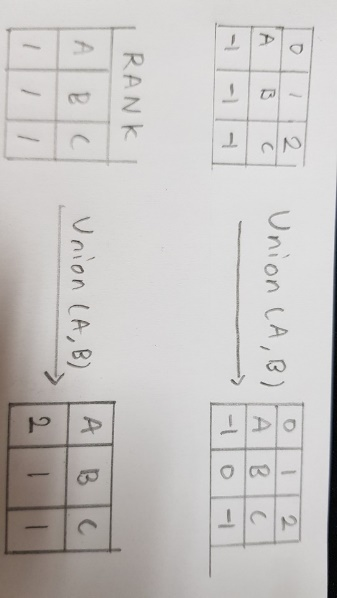 0 1 2
A B C
-1 -1 -1
Union (A, B)
0 1 2
A B C
-1 0 -1
RANK
A B C
1 1 1
Union (A, B)
A B C
2 1 1